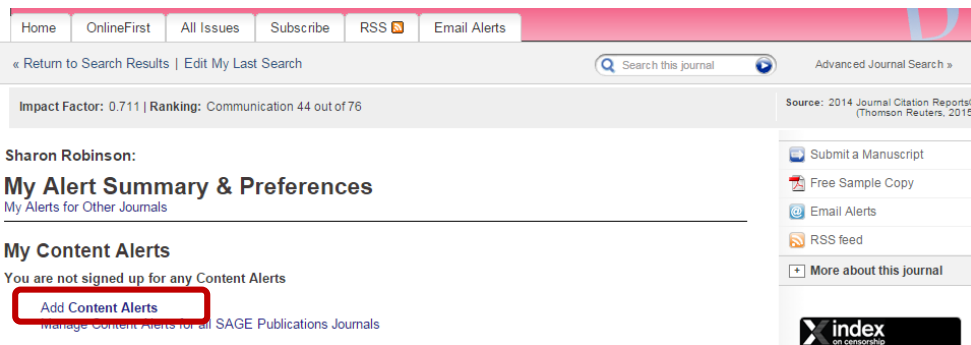 Home OnlineFirst All Issues Subscribe RSS Email Alerts
« Return to Search Results | Edit My Last Search
Search this journal
Advanced Journal Search »
Impact Factor: 0.711 | Ranking: Communication 44 out of 76
Source: 2014 Journal Citation Reports®
(Thomson Reuters, 2015
Sharon Robinson:
My Alert Summary & Preferences
My Alerts for Other Journals
My Content Alerts
You are not signed up for any Content Alerts
Add Content Alerts
Manage Content Alerts for all SAGE Publications Journals
Submit a Manuscript
Free Sample Copy
Email Alerts
RSS feed
More about this journal
X index
on censorship